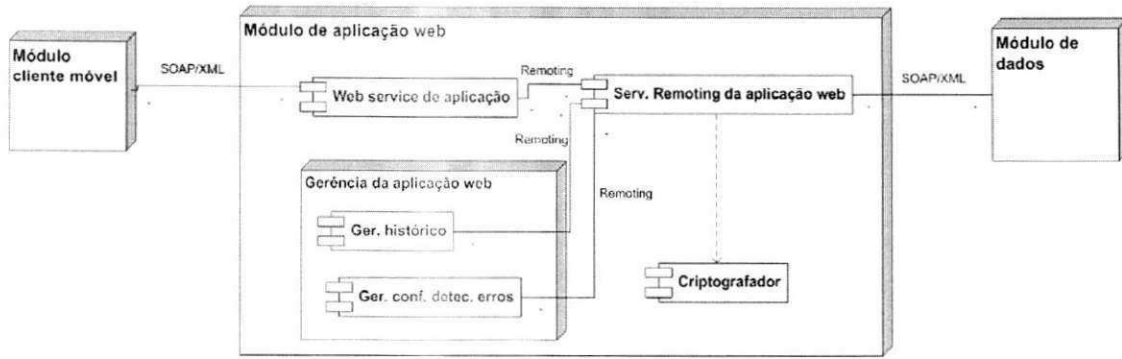 Módulo de aplicação web
Módulo
cliente móvel
Módulo de
dados
SOAP/XML
Remoting
SOAP/XML
Web service de aplicação
Serv. Remoting da aplicação web
Remoting
Gerência da aplicação web
Remoting
Ger. histórico
Criptografador
Ger. conf. detec. erros